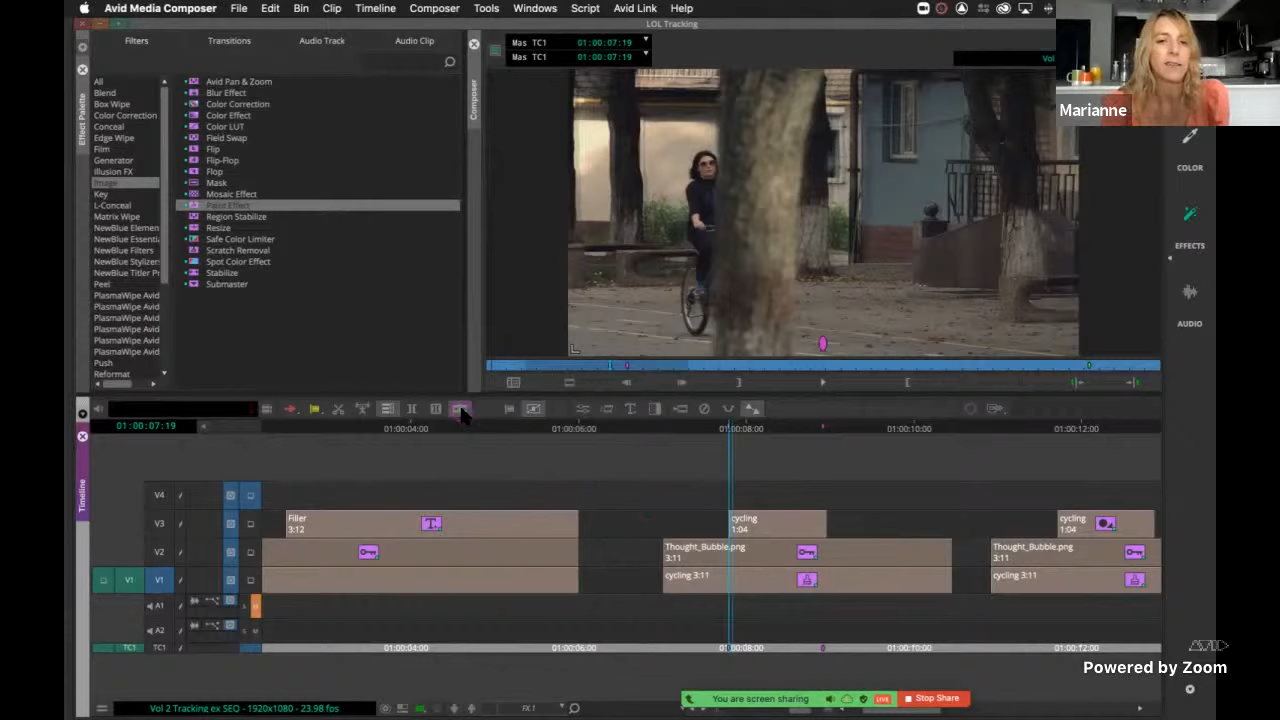 Avid Media Composer File Edit Bin Clip Timeline Composer Tools Windows Script Avid Link Help
LOL Tracking
Filters Transitions Audio Track Audio Clip
Effect Palette
All
Blend
Box Wipe
Color Correction
Conceal
Edge Wipe
Film
Generator
Illusion FX
Image
Key
L-Conceal
Matrix Wipe
NewBlue Elemen
NewBlue Essenti
NewBlue Filters
NewBlue Stylizers
NewBlue Titler Pr
Peel
PlasmaWipe Avid
PlasmaWipe Avid
PlasmaWipe Avid
PlasmaWipe Avid
PlasmaWipe Avid
PlasmaWipe Avid
Push
Reformat
Avid Pan & Zoom
Blur Effect
Color Correction
Color Effect
Color LUT
Field Swap
Flip
Flip-Flop
Flop
Mask
Mosaic Effect
Paint Effect
Region Stabilize
Resize
Safe Color Limiter
Scratch Removal
Spot Color Effect
Stabilize
Submaster
Composer
Mas TC1 01:00:07:19
Mas TC1 01:00:07:19
Vol
Marianne
COLOR
EFFECTS
AUDIO
01:00:07:19
01:00:04:00 01:00:06:00 01:00:08:00 01:00:10:00 01:00:12:00
Timeline
V4
V3
Filler
3:12
cycling
1:04
cycling
1:04
V2
Thought_Bubble.png
3:11
Thought_Bubble.png
3:11
V1 V1
cycling 3:11
cycling 3:11
A1
A2
TC1 TC1 01:00:04:00 01:00:06:00 01:00:08:00 01:00:10:00 01:00:12:00
AVID
Powered by Zoom
You are screen sharing LIVE Stop Share
Vol 2 Tracking ex SEO - 1920x1080 - 23.98 fps
FX 1